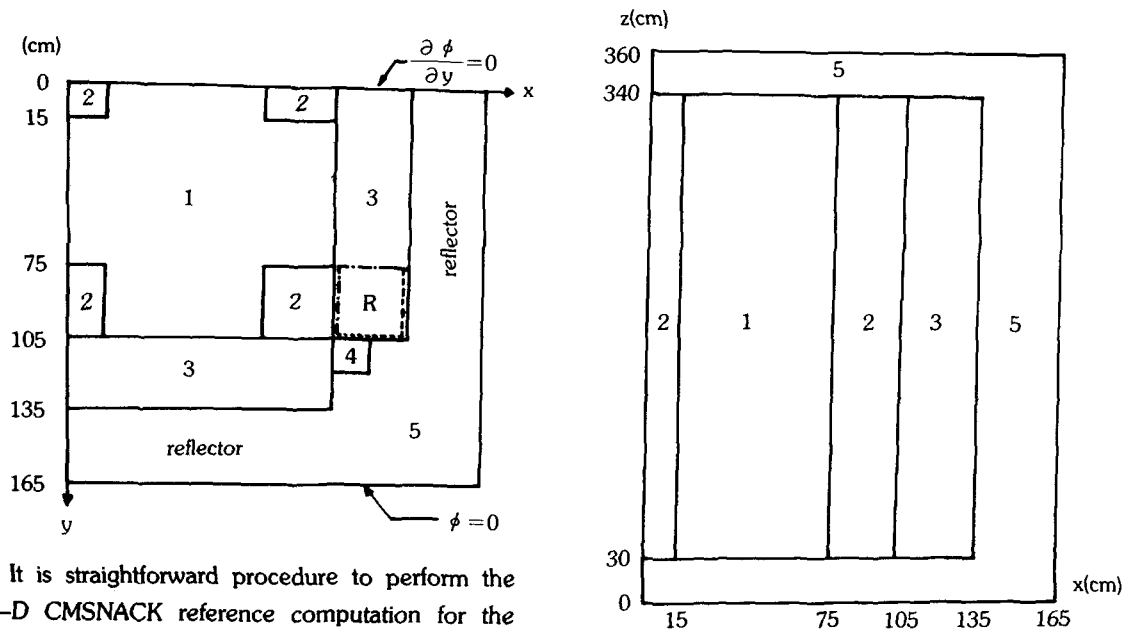 (cm)
∂ϕ/∂y=0
0
x
2
2
15
1
3
reflector
75
2
2
R
105
4
3
135
reflector
5
165
y
ϕ=0
It is straightforward procedure to perform the
–D CMSNACK reference computation for the
z(cm)
360
5
340
2
1
2
3
5
30
0
x(cm)
15
75
105
135
165